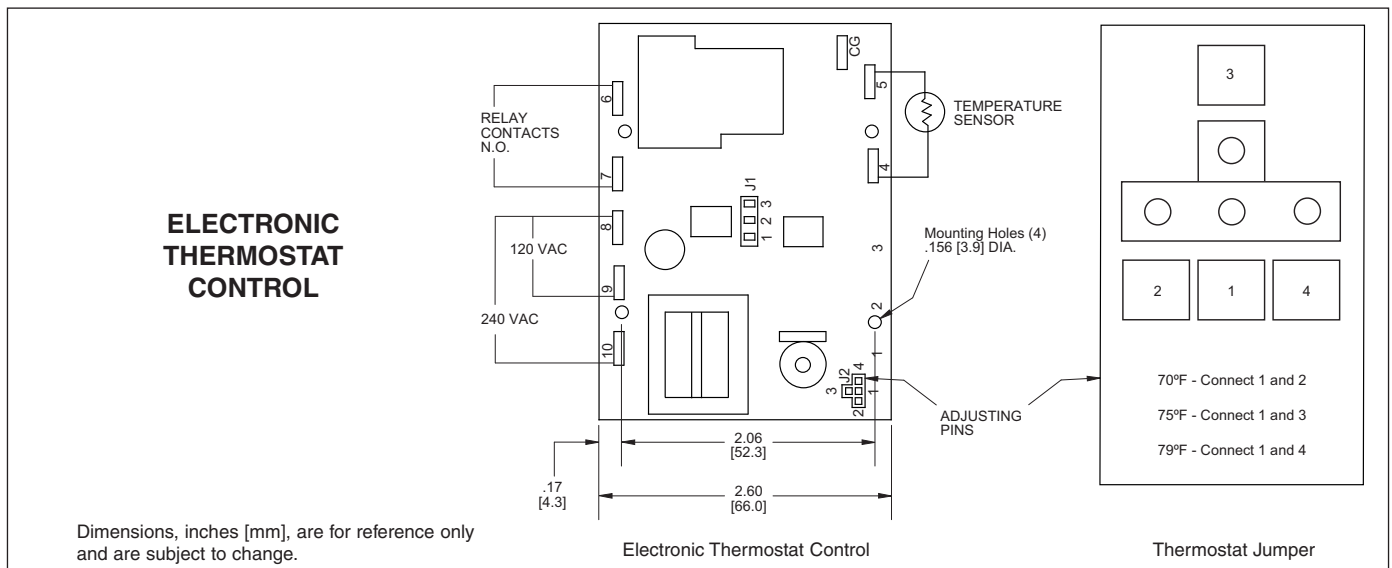 ELECTRONIC
THERMOSTAT
CONTROL
RELAY
CONTACTS
N.O.
120 VAC
240 VAC
6
7
8
9
10
CG
5
4
TEMPERATURE
SENSOR
J1
3
2
1
3
2
1
Mounting Holes (4)
.156 [3.9] DIA.
J2
4
3
1
2
ADJUSTING
PINS
2.06
[52.3]
.17
[4.3]
2.60
[66.0]
3
2
1
4
70ºF - Connect 1 and 2
75ºF - Connect 1 and 3
79ºF - Connect 1 and 4
Dimensions, inches [mm], are for reference only
and are subject to change.
Electronic Thermostat Control
Thermostat Jumper